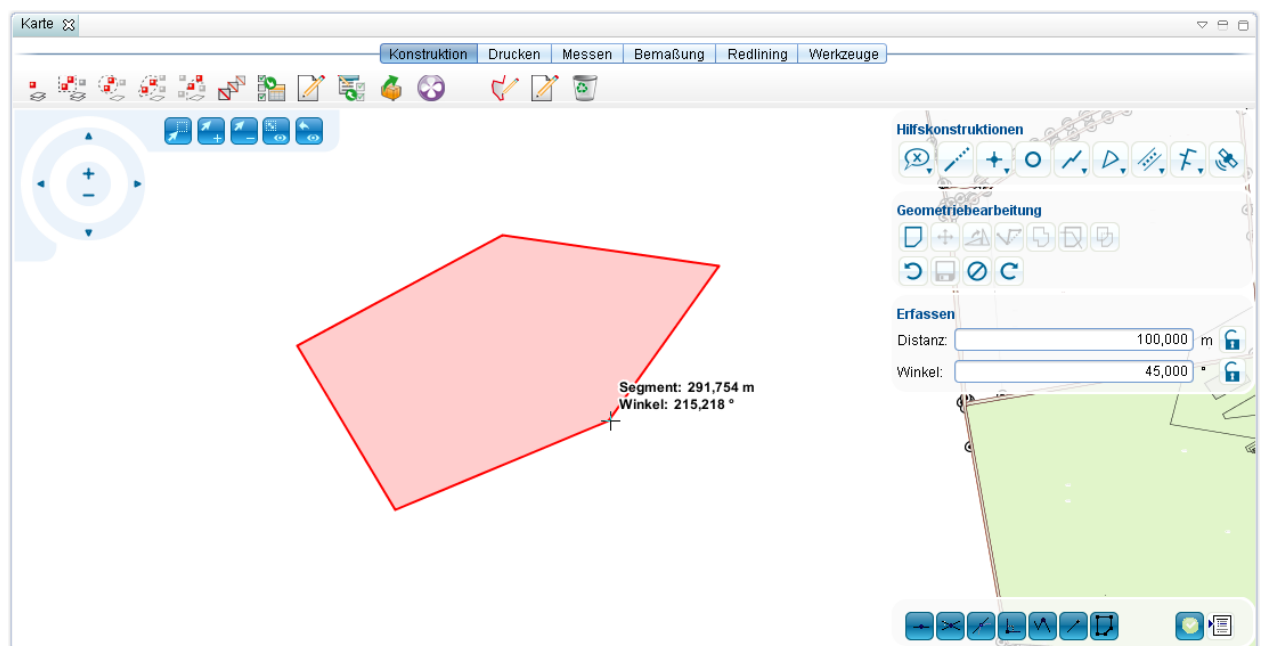 Karte
Konstruktion Drucken Messen Bemaßung Redlining Werkzeuge
Hilfskonstruktionen
Geometriebearbeitung
Erfassen
Distanz: 100,000 m
Winkel: 45,000 °
Segment: 291,754 m
Winkel: 215,218 °